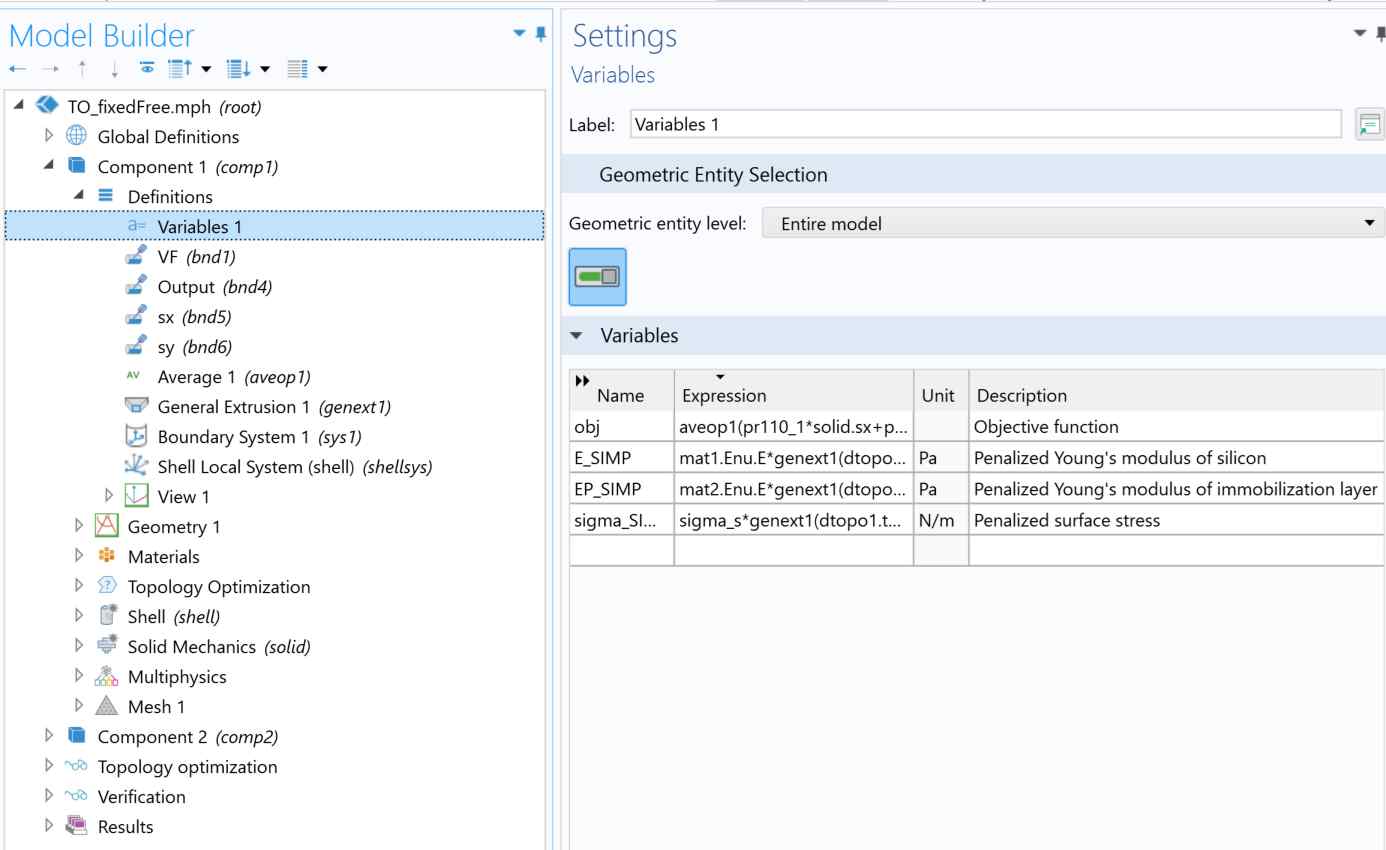 Model Builder
TO_fixedFree.mph (root)
Global Definitions
Component 1 (comp1)
Definitions
a= Variables 1
VF (bnd1)
Output (bnd4)
sx (bnd5)
sy (bnd6)
AV Average 1 (aveop1)
General Extrusion 1 (genext1)
Boundary System 1 (sys1)
Shell Local System (shell) (shellsys)
View 1
Geometry 1
Materials
Topology Optimization
Shell (shell)
Solid Mechanics (solid)
Multiphysics
Mesh 1
Component 2 (comp2)
Topology optimization
Verification
Results
Settings
Variables
Label: Variables 1
Geometric Entity Selection
Geometric entity level: Entire model
Variables
Name Expression Unit Description
obj aveop1(pr110_1*solid.sx+p... Objective function
E_SIMP mat1.Enu.E*genext1(dtopo... Pa Penalized Young's modulus of silicon
EP_SIMP mat2.Enu.E*genext1(dtopo... Pa Penalized Young's modulus of immobilization layer
sigma_SI... sigma_s*genext1(dtopo1.t... N/m Penalized surface stress